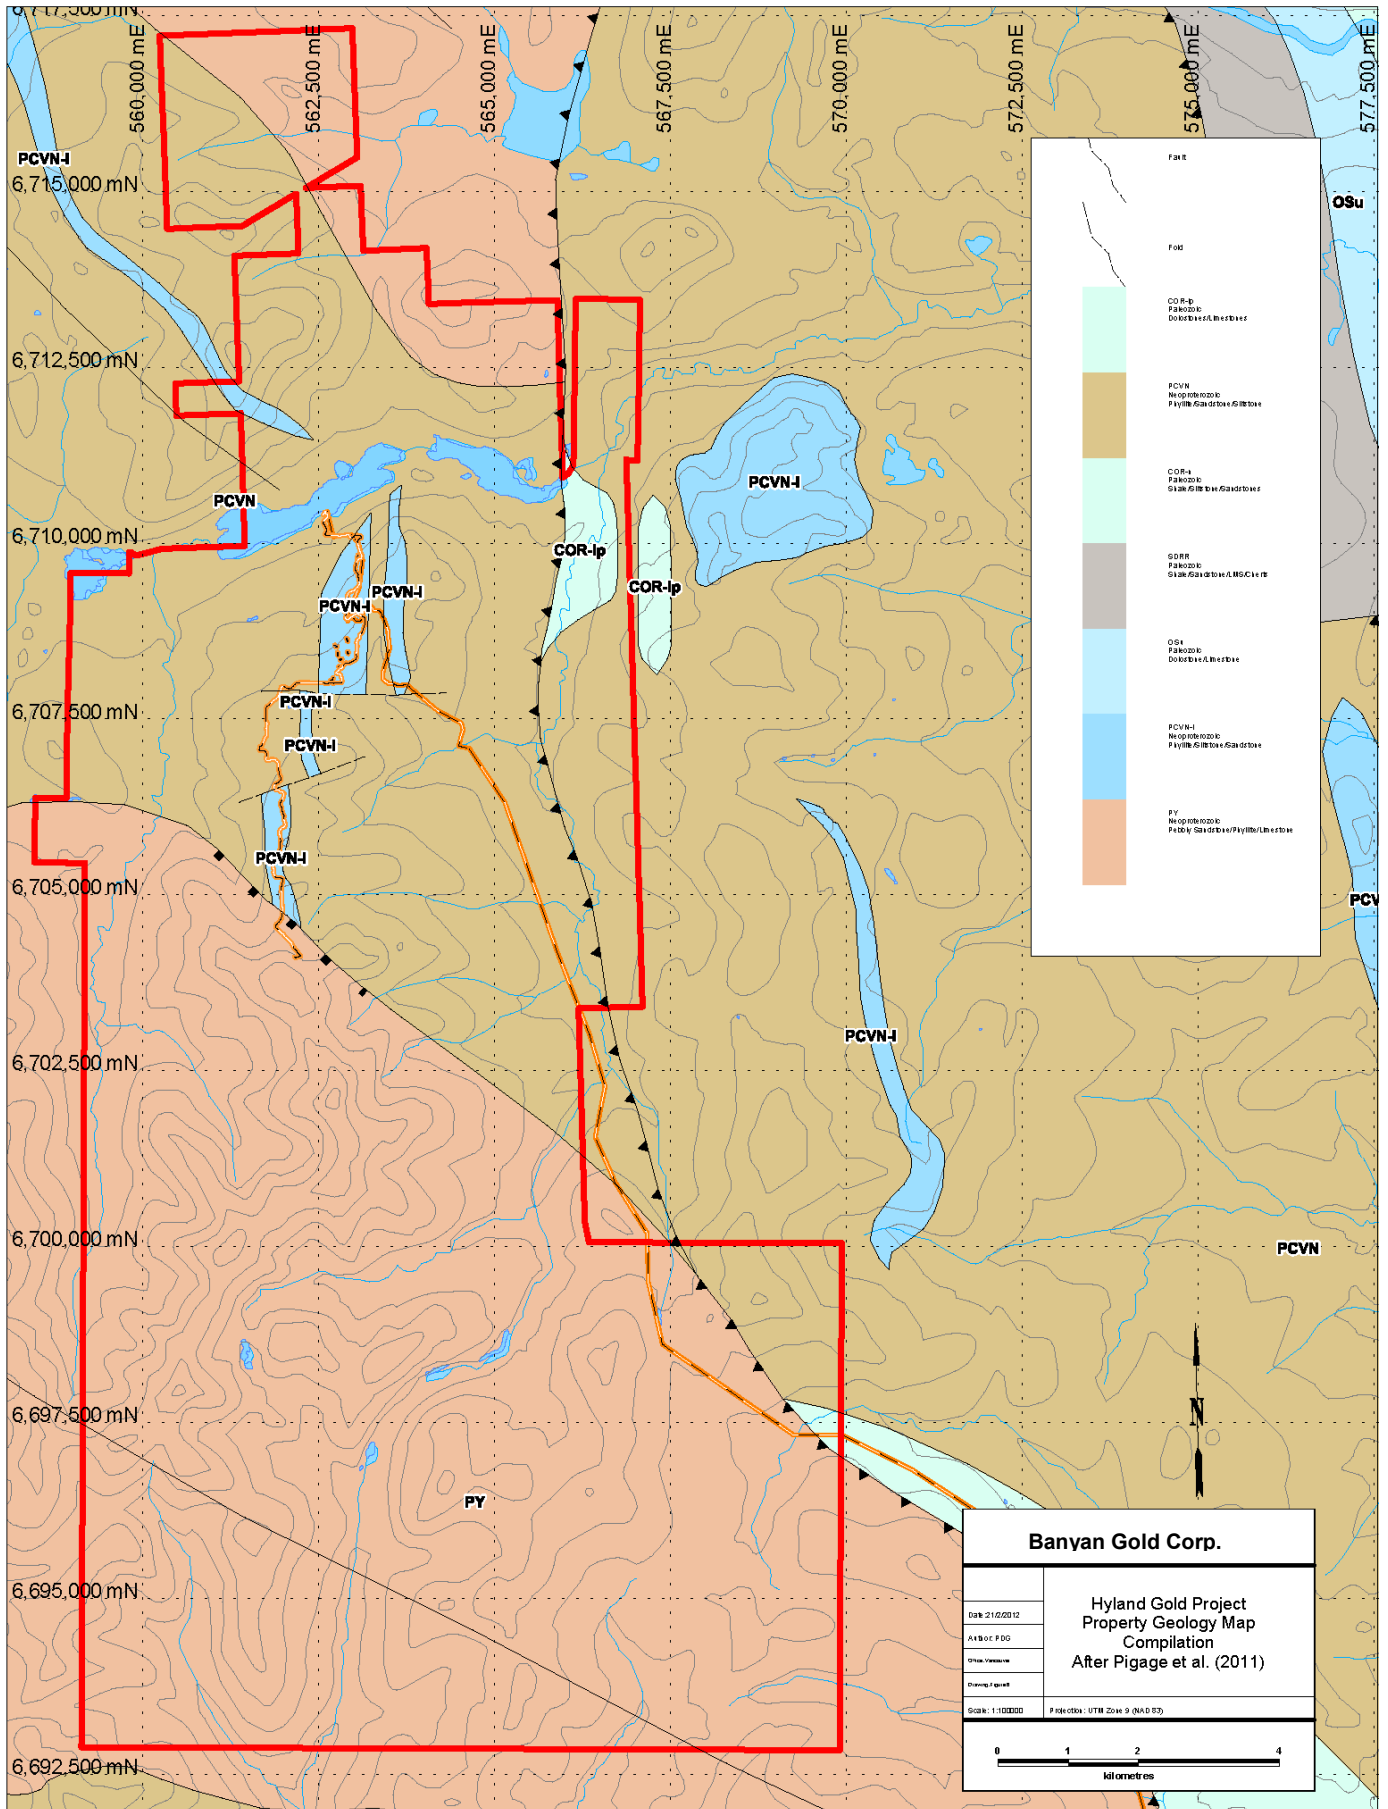 6,717,500 mN
560,000 mE
562,500 mE
565,000 mE
567,500 mE
570,000 mE
572,500 mE
575,000 mE
577,500 mE
PCVN-I
6,715,000 mN
OSu
Fault
Fold
COR-lp
Paleozoic
Dolostones/Limestones
6,712,500 mN
PCVN
Neoproterozoic
Phyllite/Sandstone/Siltstone
COR-s
Paleozoic
Shale/Siltstone/Sandstones
PCVN
PCVN-I
6,710,000 mN
COR-lp
COR-lp
SDRR
Paleozoic
Shale/Sandstone/LMS/Cherts
PCVN-I
PCVN-I
OSu
Paleozoic
Dolostone/Limestone
PCVN-I
6,707,500 mN
PCVN-I
PCVN-I
Neoproterozoic
Phyllite/Siltstone/Sandstone
PY
Neoproterozoic
Pebbly Sandstone/Phyllite/Limestone
PCVN-I
6,705,000 mN
PCV
PCVN-I
6,702,500 mN
6,700,000 mN
PCVN
N
6,697,500 mN
PY
6,695,000 mN
Banyan Gold Corp.
Hyland Gold Project
Property Geology Map
Compilation
After Pigage et al. (2011)
Date: 21/2/2012
Author: PDG
Office: Vancouver
Scale: 1:100000
Projection: UTM Zone 9 (NAD 83)
0 1 2 4
kilometres
6,692,500 mN